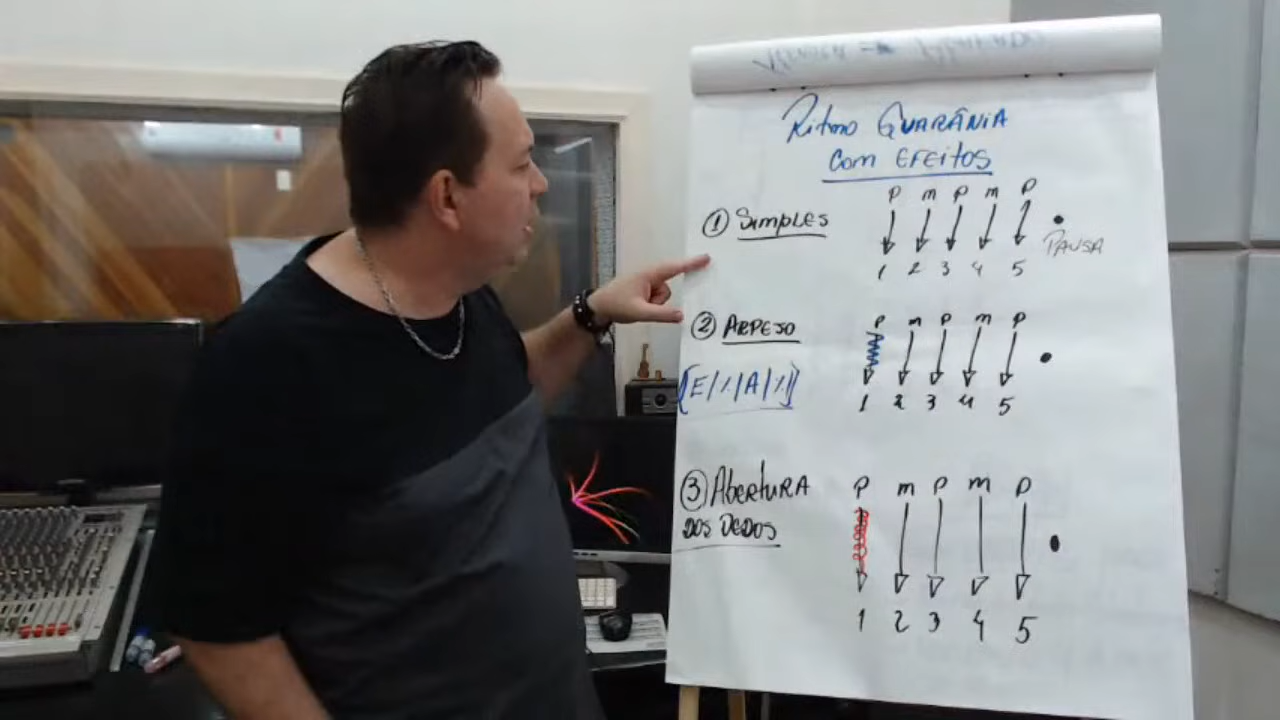 Ritmo GUARÂNIA
com EFEITOS
① SIMPLES
P m P m P
1 2 3 4 5
PAUSA
② ARPEJO
P m P m P
1 2 3 4 5
[E/٪/A/٪]
③ Abertura
DOS DEDOS
P m P m P
1 2 3 4 5